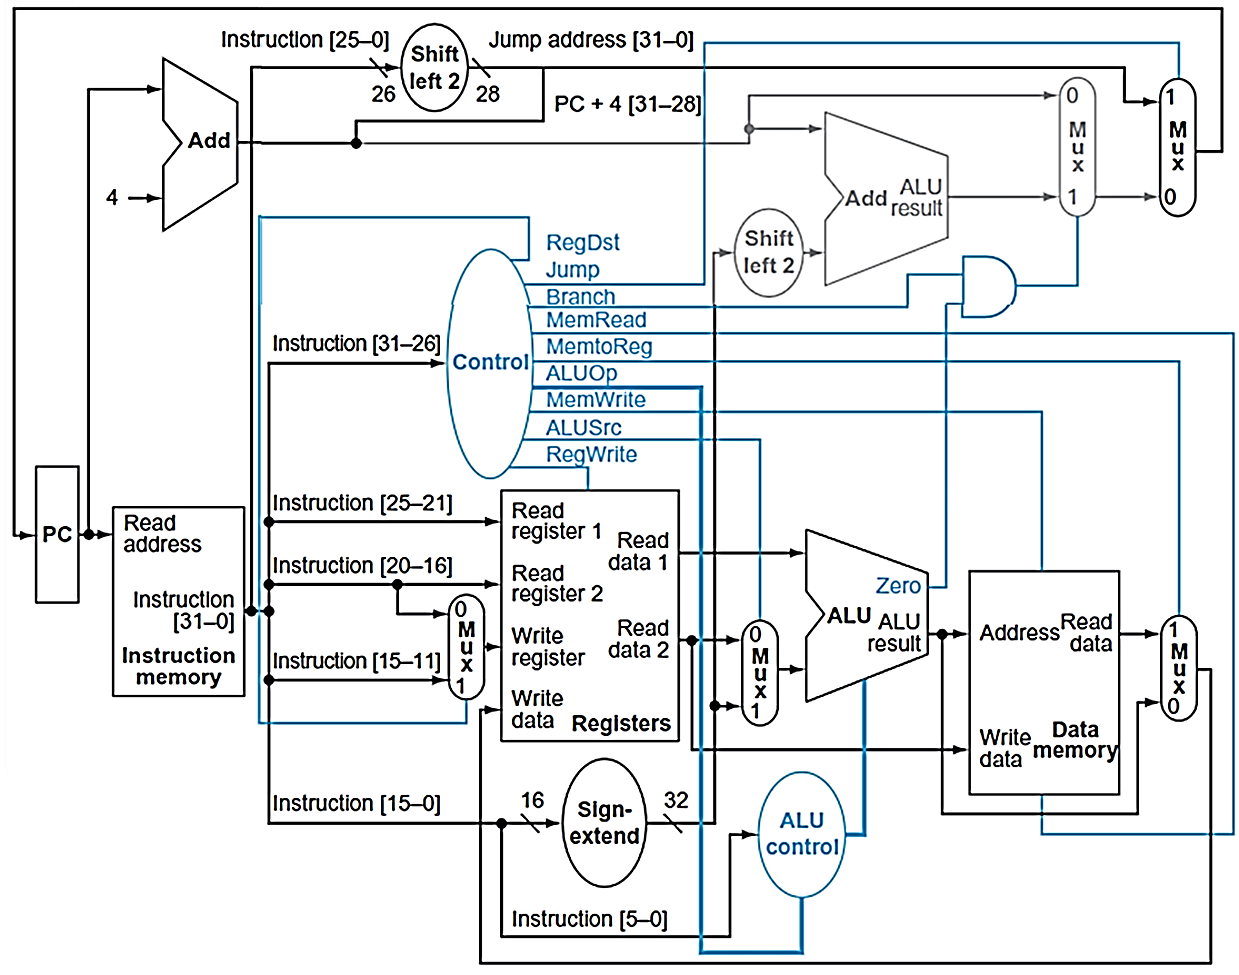 Instruction [25–0]
Shift
left 2
Jump address [31–0]
26
28
PC + 4 [31–28]
Add
4
0
M
u
x
1
1
M
u
x
0
Add
ALU
result
Shift
left 2
RegDst
Jump
Branch
MemRead
MemtoReg
ALUOp
MemWrite
ALUSrc
RegWrite
Instruction [31–26]
Control
PC
Read
address
Instruction
[31–0]
Instruction
memory
Instruction [25–21]
Instruction [20–16]
Instruction [15–11]
0
M
u
x
1
Read
register 1
Read
register 2
Write
register
Write
data
Read
data 1
Read
data 2
Registers
0
M
u
x
1
Zero
ALU
ALU
result
Address
Read
data
Write
data
Data
memory
1
M
u
x
0
Instruction [15–0]
16
Sign-
extend
32
ALU
control
Instruction [5–0]